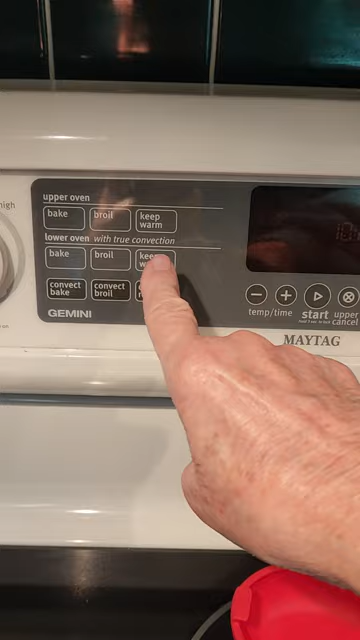 high
upper oven
bake broil keep warm
lower oven with true convection
bake broil
convect bake convect broil
GEMINI
temp/time start upper cancel
MAYTAG